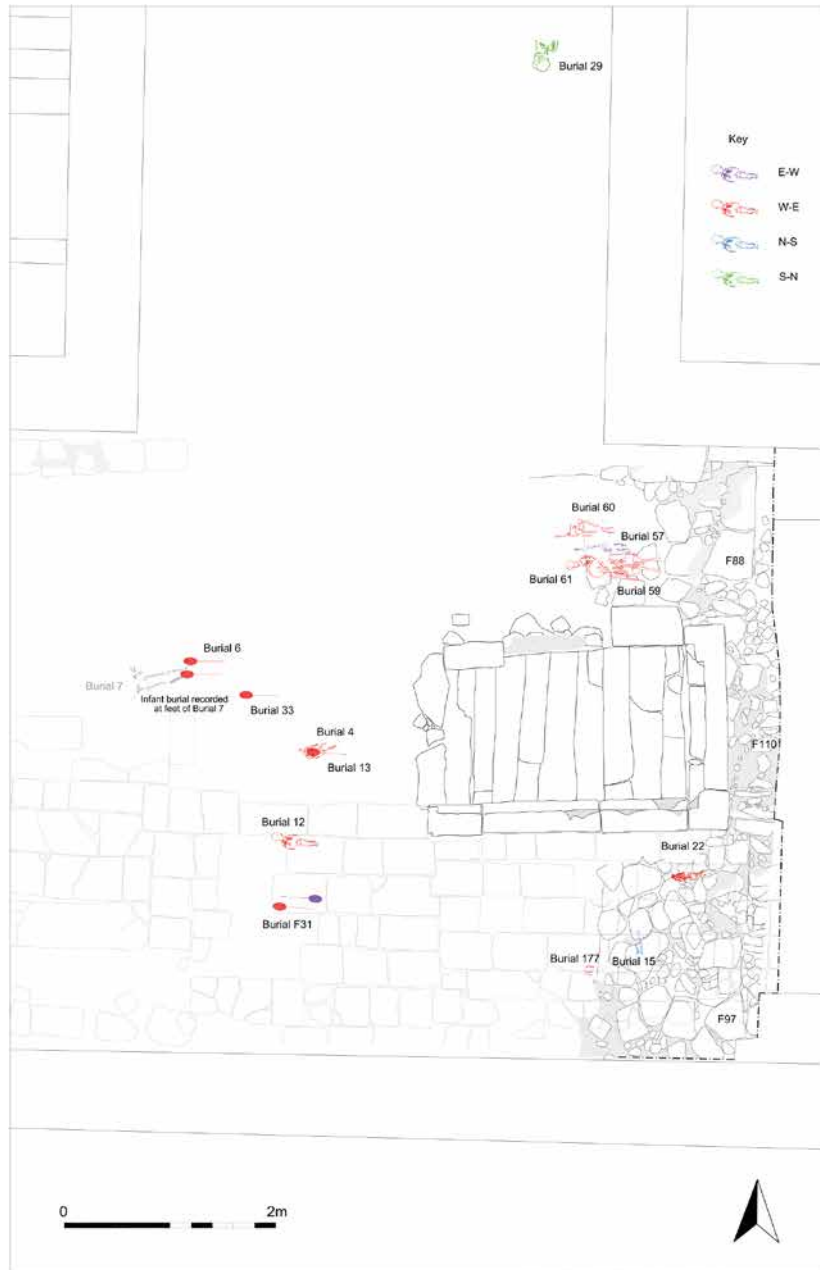 Burial 29
Key
E-W
W-E
N-S
S-N
Burial 60
Burial 57
F88
Burial 61
Burial 59
Burial 6
Burial 7
Infant burial recorded
at feet of Burial 7
Burial 33
Burial 4
F110
Burial 13
Burial 12
Burial 22
Burial F31
Burial 177
Burial 15
F97
0
2m